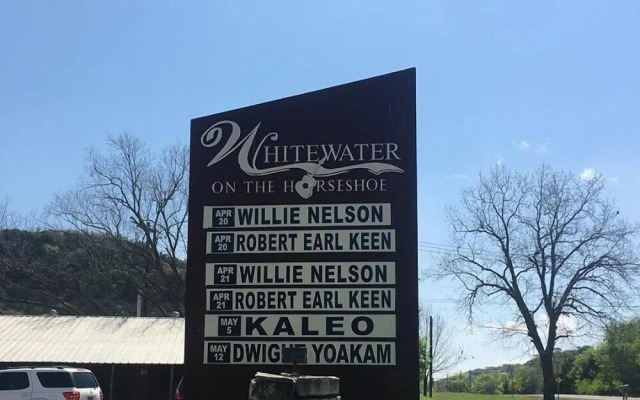 WHITEWATER
ON THE HORSESHOE
APR 20 WILLIE NELSON
APR 20 ROBERT EARL KEEN
APR 21 WILLIE NELSON
APR 21 ROBERT EARL KEEN
MAY 5 KALEO
MAY 12 DWIGHT YOAKAM